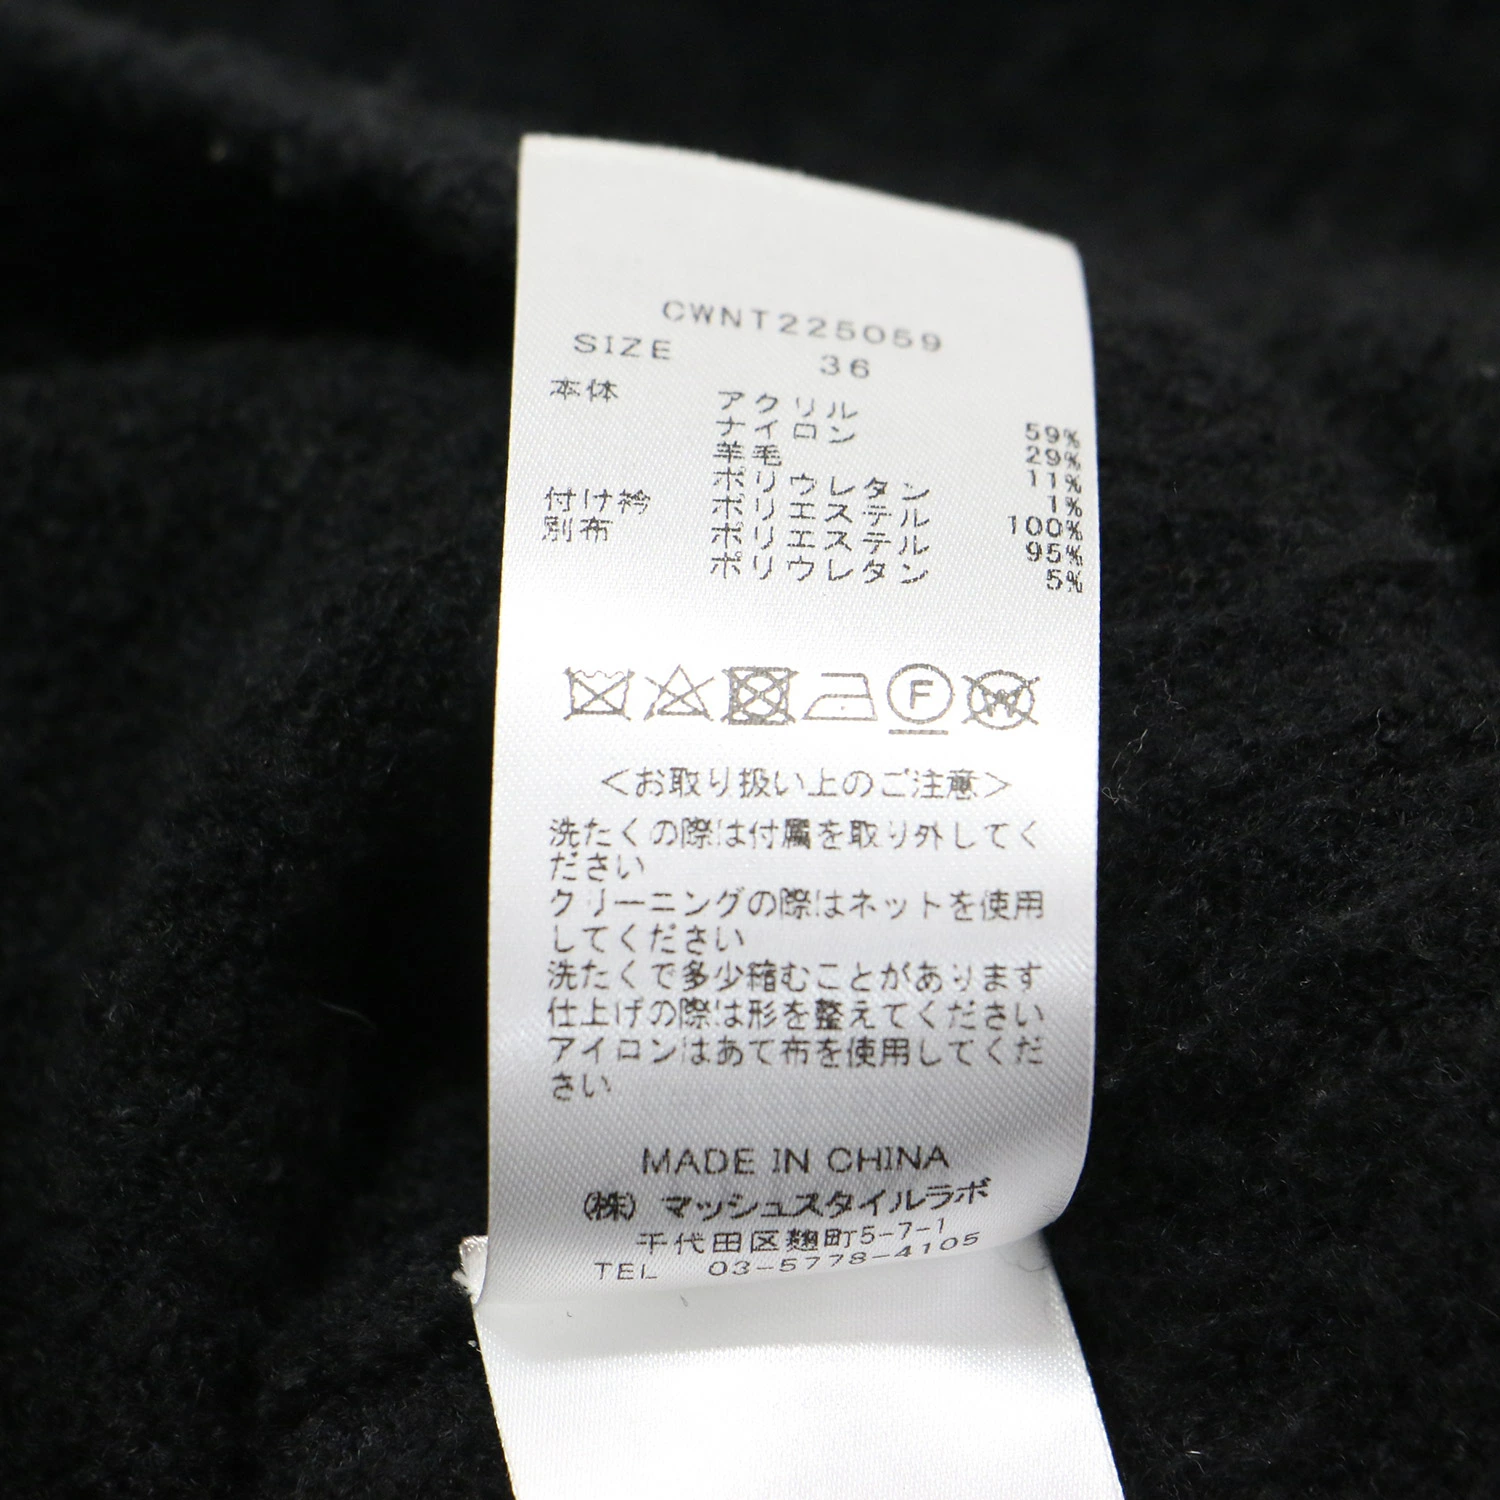 CWNT225059
SIZE 36
本体 アクリル 59%
ナイロン 29%
羊毛 11%
ポリウレタン 1%
付け衿 ポリエステル 100%
別布 ポリエステル 95%
ポリウレタン 5%
F W
<お取り扱い上のご注意>
洗たくの際は付属を取り外してく
ださい
クリーニングの際はネットを使用
してください
洗たくで多少縮むことがあります
仕上げの際は形を整えてください
アイロンはあて布を使用してくだ
さい
MADE IN CHINA
(株) マッシュスタイルラボ
千代田区麹町5-7-1
TEL 03-5778-4105